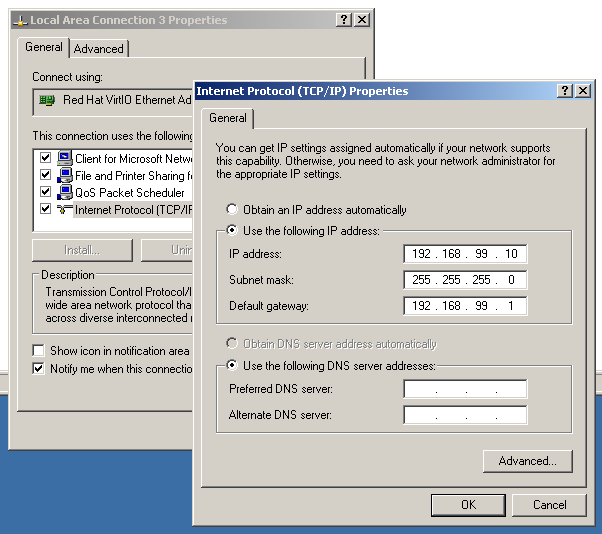 Local Area Connection 3 Properties
General
Advanced
Connect using:
Red Hat VirtIO Ethernet Ad
This connection uses the following
Client for Microsoft Netw
File and Printer Sharing fo
QoS Packet Scheduler
Internet Protocol (TCP/IP
Install...
Unin
Description
Transmission Control Protocol/I
wide area network protocol tha
across diverse interconnected
Show icon in notification area
Notify me when this connection
Internet Protocol (TCP/IP) Properties
General
You can get IP settings assigned automatically if your network supports
this capability. Otherwise, you need to ask your network administrator for
the appropriate IP settings.
Obtain an IP address automatically
Use the following IP address:
IP address: 192 . 168 . 99 . 10
Subnet mask: 255 . 255 . 255 . 0
Default gateway: 192 . 168 . 99 . 1
Obtain DNS server address automatically
Use the following DNS server addresses:
Preferred DNS server: . . .
Alternate DNS server: . . .
Advanced...
OK
Cancel